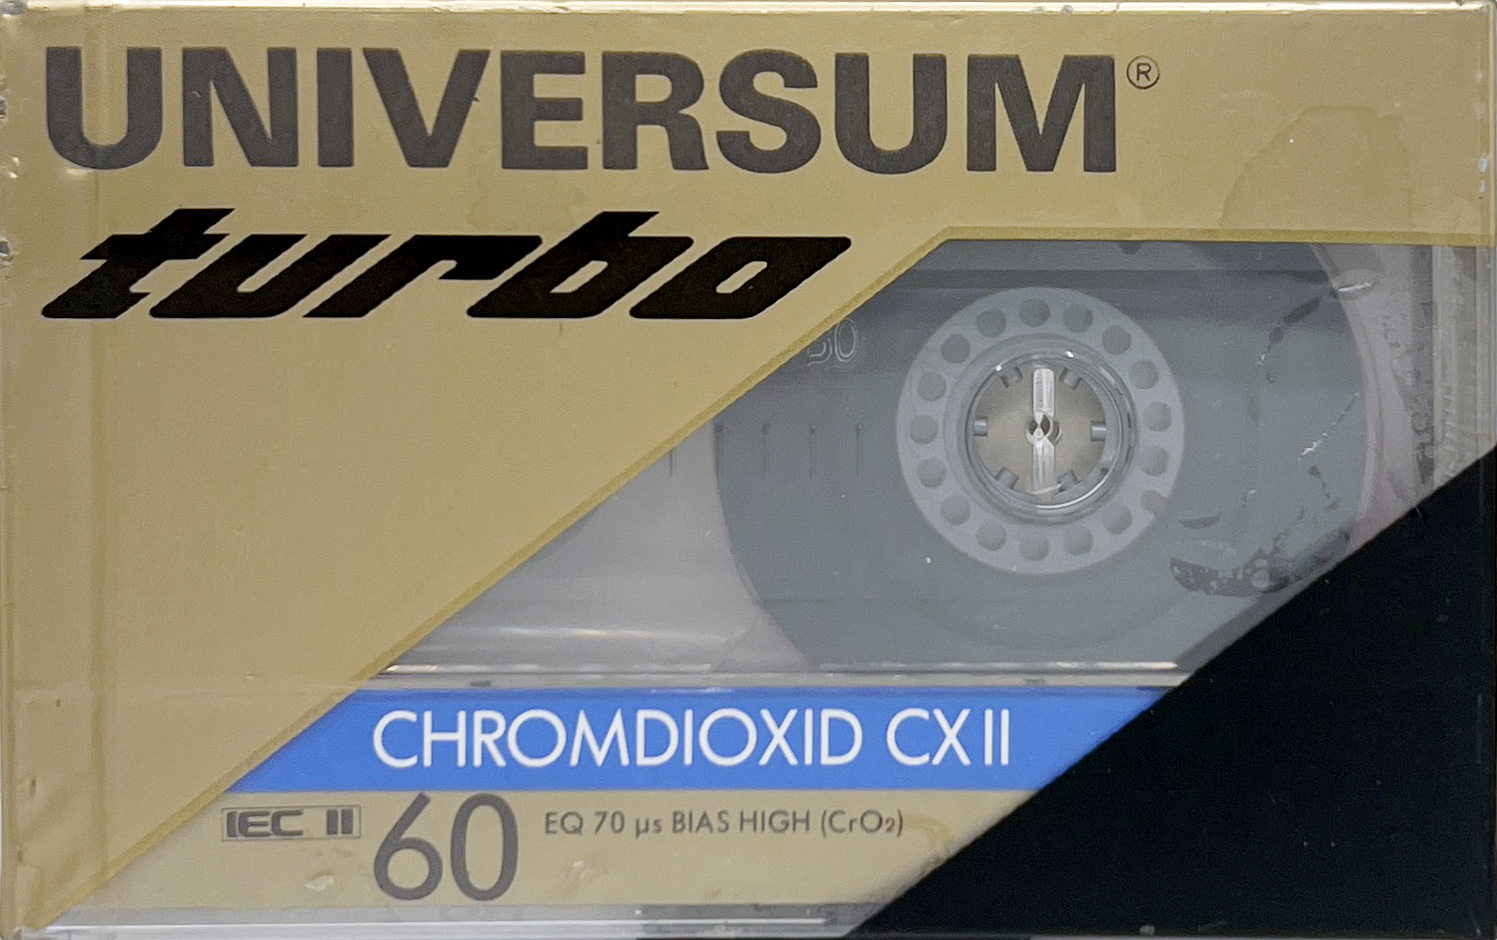 UNIVERSUM®
turbo
CHROMDIOXID CX II
IEC II 60 EQ 70 µs BIAS HIGH (CrO₂)